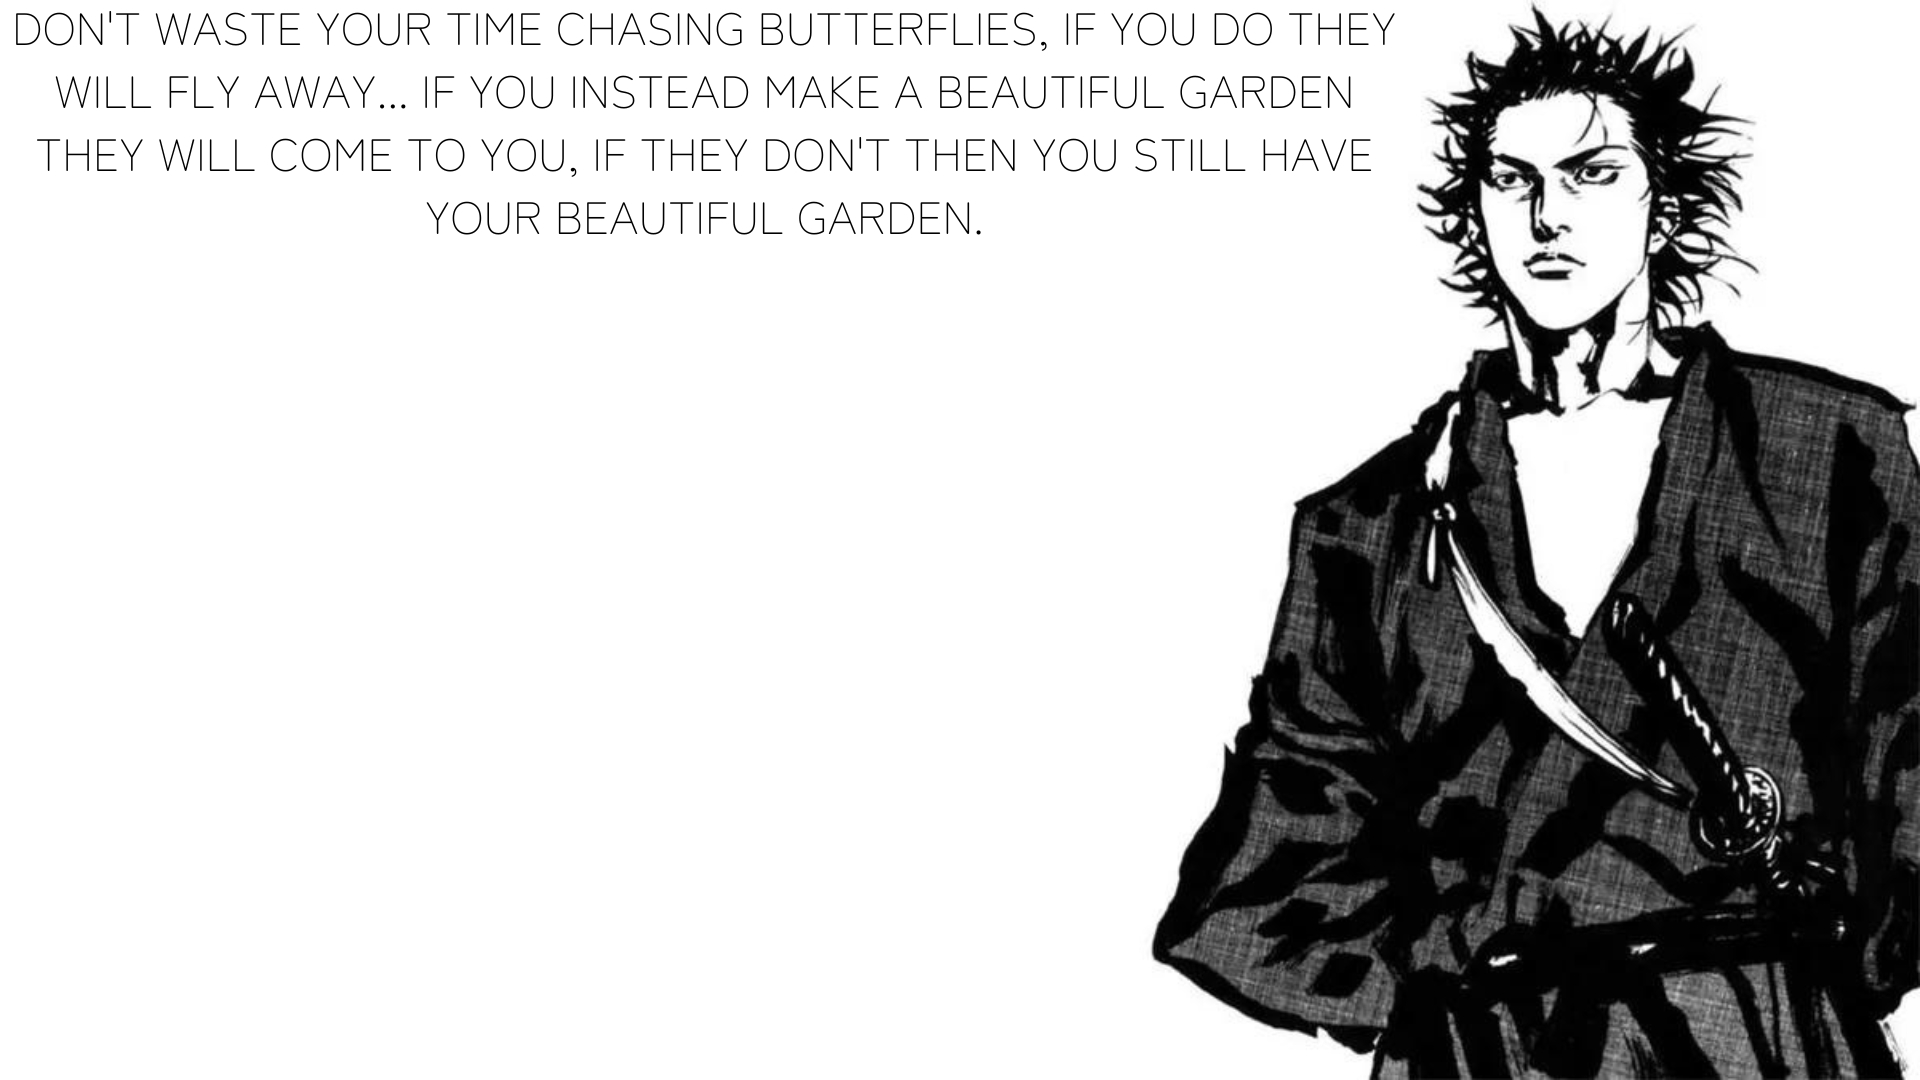 DON'T WASTE YOUR TIME CHASING BUTTERFLIES, IF YOU DO THEY
WILL FLY AWAY... IF YOU INSTEAD MAKE A BEAUTIFUL GARDEN
THEY WILL COME TO YOU, IF THEY DON'T THEN YOU STILL HAVE
YOUR BEAUTIFUL GARDEN.